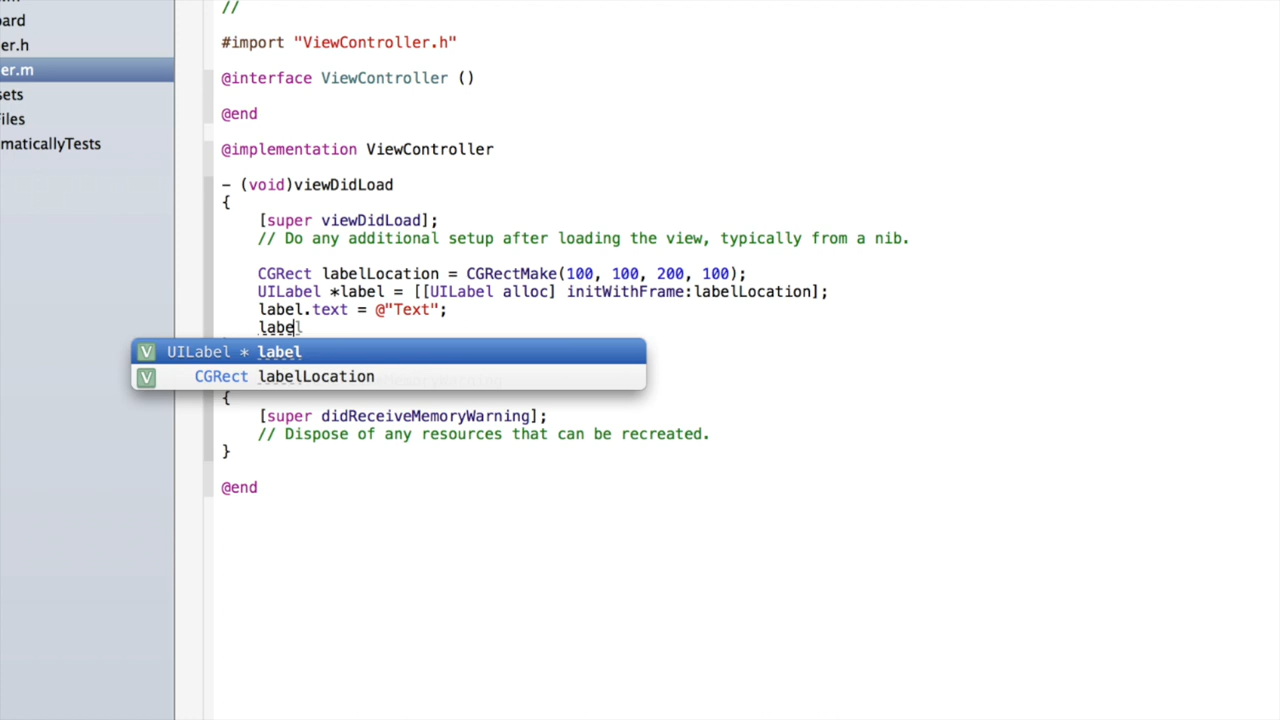 //
ard
er.h
er.m
sets
Files
maticallyTests
#import "ViewController.h"
@interface ViewController ()
@end
@implementation ViewController
- (void)viewDidLoad
{
[super viewDidLoad];
// Do any additional setup after loading the view, typically from a nib.
CGRect labelLocation = CGRectMake(100, 100, 200, 100);
UILabel *label = [[UILabel alloc] initWithFrame:labelLocation];
label.text = @"Text";
label
V UILabel * label
V CGRect labelLocation
{
[super didReceiveMemoryWarning];
// Dispose of any resources that can be recreated.
}
@end